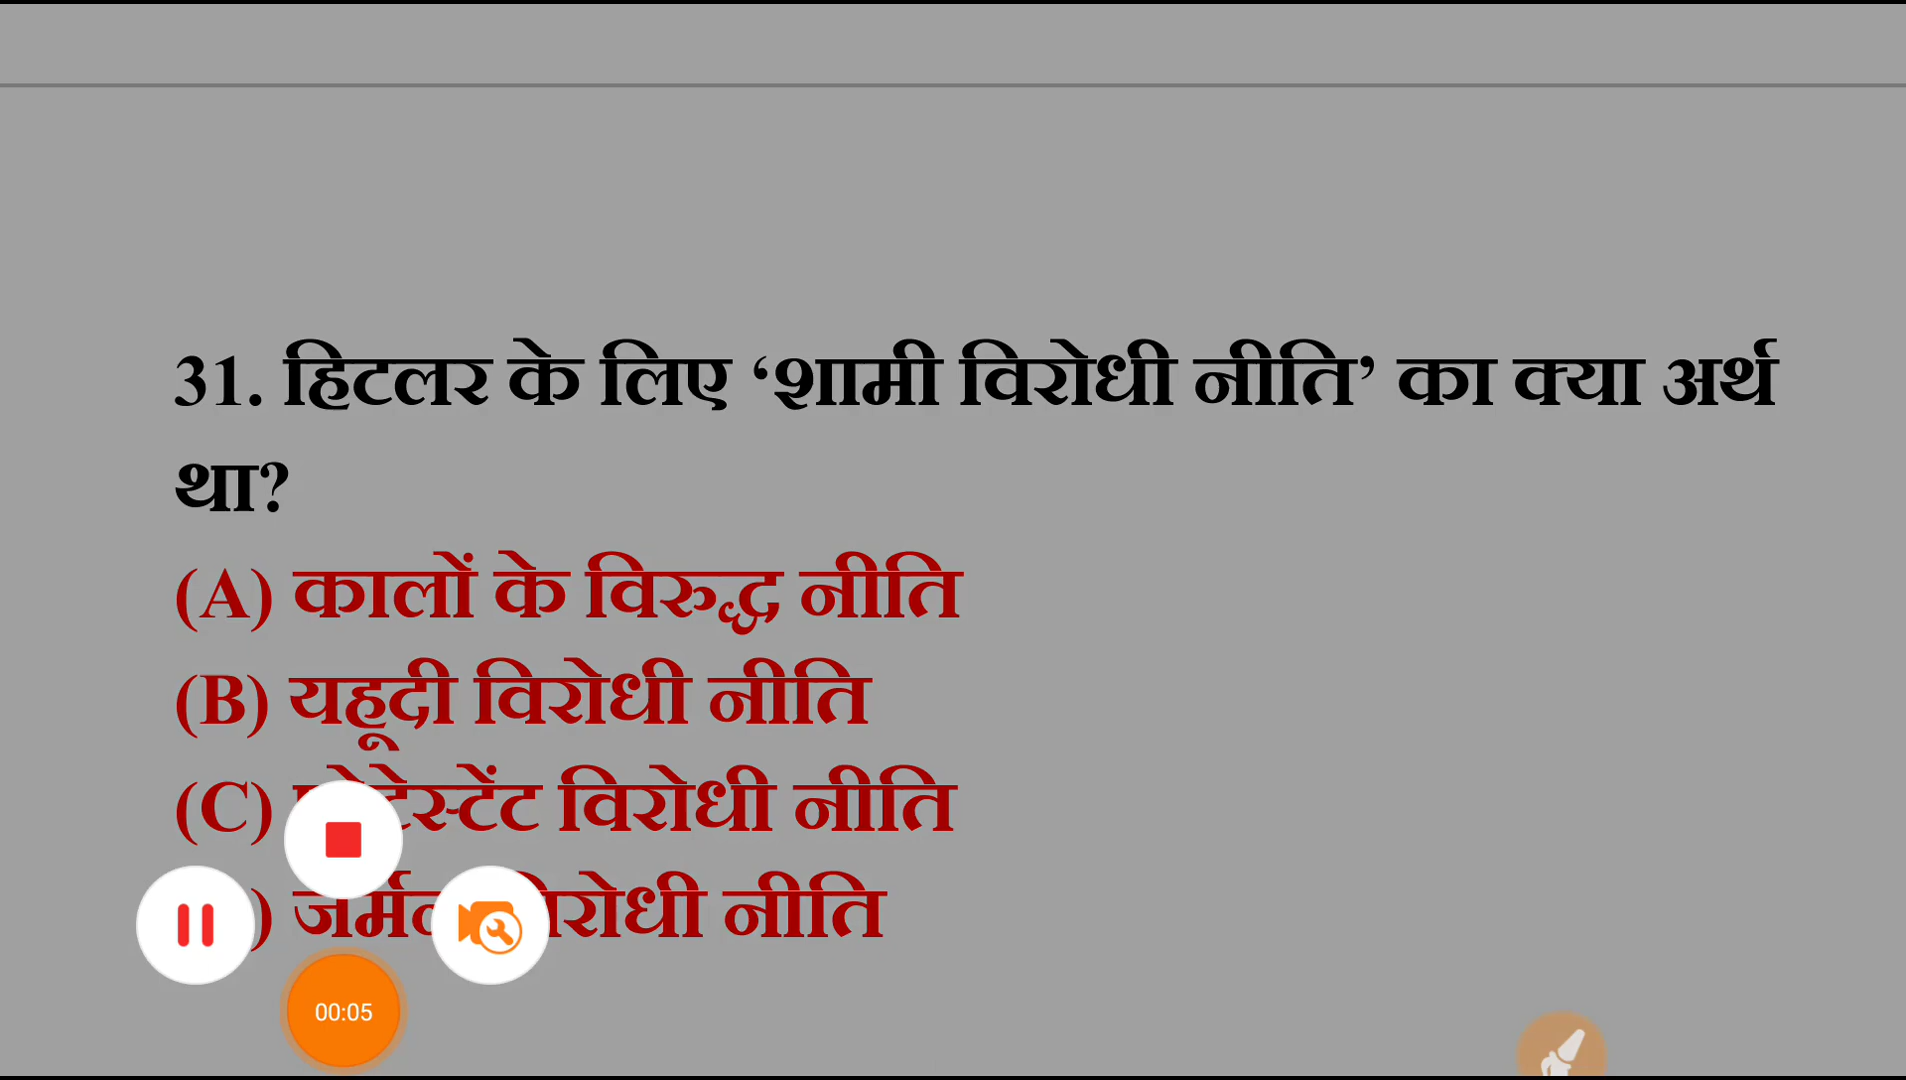 31. हिटलर के लिए ‘शामी विरोधी नीति’ का क्या अर्थ
था?
(A) कालों के विरुद्ध नीति
(B) यहूदी विरोधी नीति
(C) विरोधी नीति
) नीति
00:05